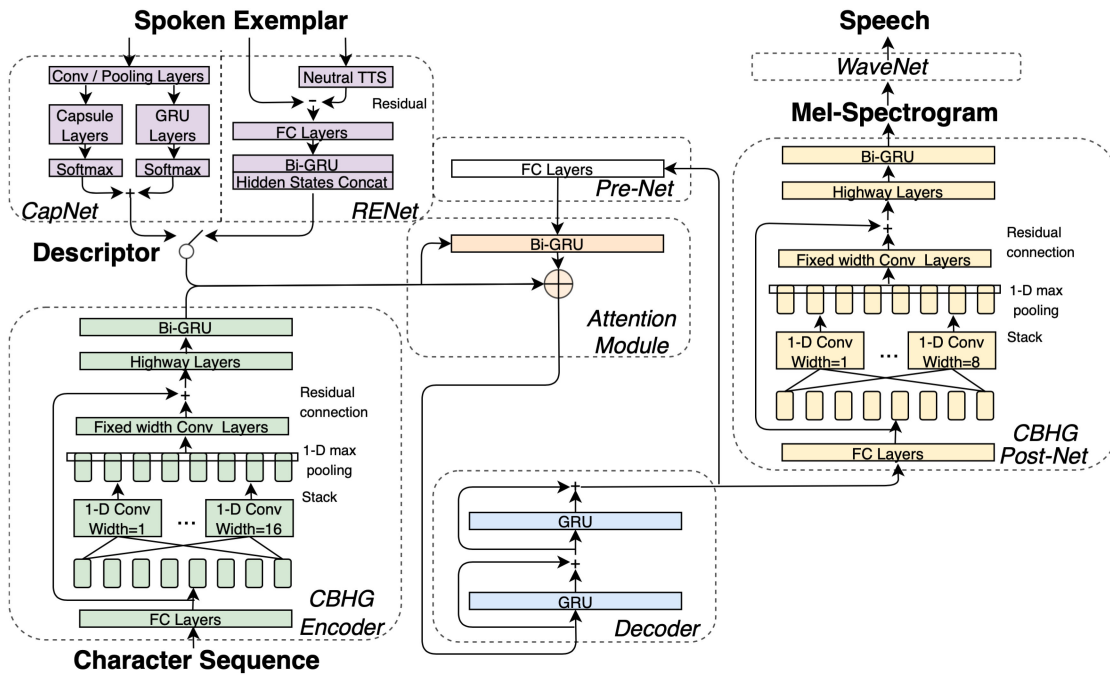 Spoken Exemplar
Conv / Pooling Layers
Capsule
Layers
GRU
Layers
Softmax
Softmax
+
CapNet
Neutral TTS
-
Residual
FC Layers
Bi-GRU
Hidden States Concat
RENet
Descriptor
FC Layers
Pre-Net
Bi-GRU
Attention
Module
Bi-GRU
Highway Layers
+
Residual
connection
Fixed width Conv Layers
1-D max
pooling
Stack
1-D Conv
Width=1
...
1-D Conv
Width=16
CBHG
Encoder
FC Layers
Character Sequence
+
GRU
+
GRU
Decoder
Speech
WaveNet
Mel-Spectrogram
Bi-GRU
Highway Layers
+
Residual
connection
Fixed width Conv Layers
1-D max
pooling
Stack
1-D Conv
Width=1
...
1-D Conv
Width=8
CBHG
Post-Net
FC Layers